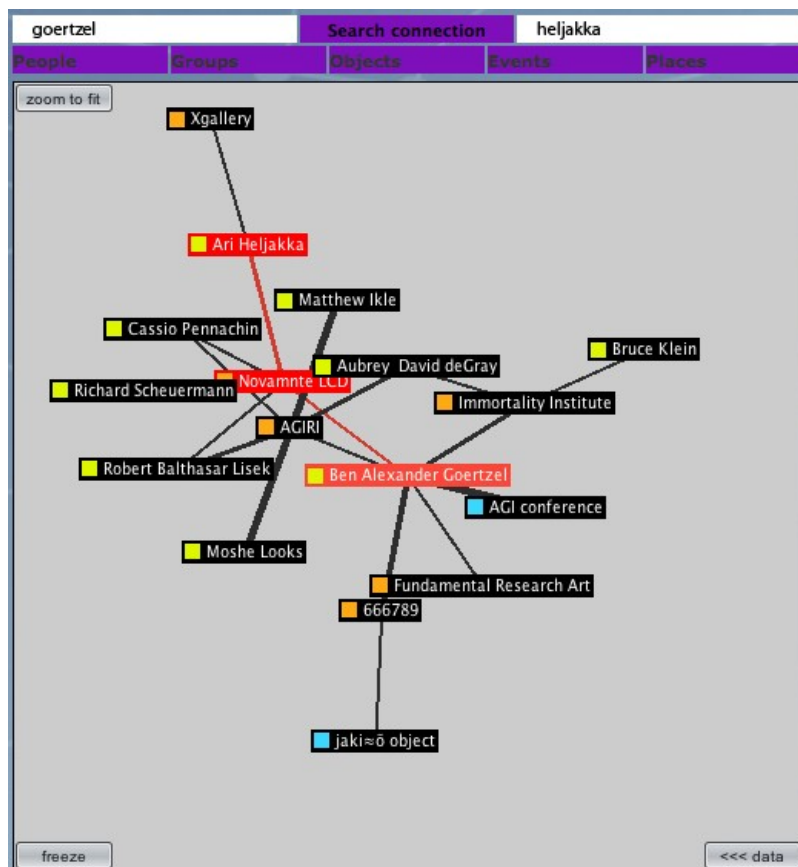 goertzel Search connection heljakka
People Groups Objects Events Places
zoom to fit
Xgallery
Ari Heljakka
Matthew Ikle
Cassio Pennachin
Bruce Klein
Aubrey David deGray
Novamnte LCD
Richard Scheuermann
Immortality Institute
AGIRI
Robert Balthasar Lisek
Ben Alexander Goertzel
AGI conference
Moshe Looks
Fundamental Research Art
666789
jaki≈õ object
freeze <<< data